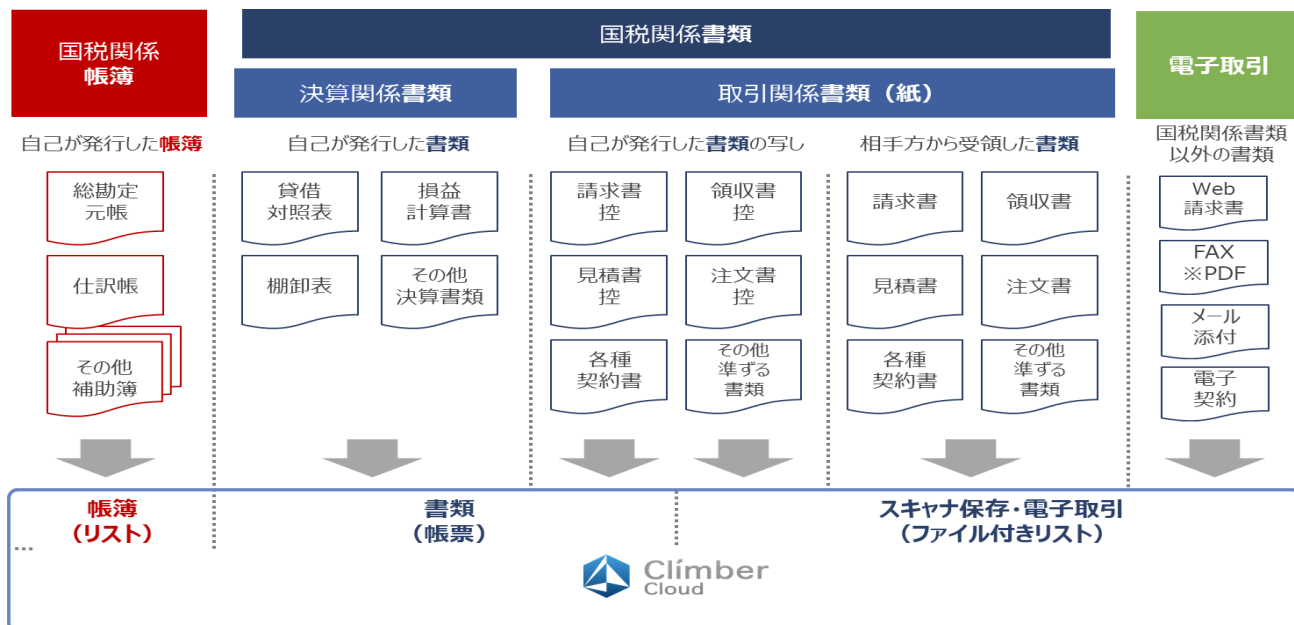 国税関係
帳簿
国税関係書類
電子取引
決算関係書類
取引関係書類（紙）
自己が発行した帳簿
自己が発行した書類
自己が発行した書類の写し
相手方から受領した書類
国税関係書類
以外の書類
総勘定
元帳
仕訳帳
その他
補助簿
貸借
対照表
損益
計算書
棚卸表
その他
決算書類
請求書
控
領収書
控
見積書
控
注文書
控
各種
契約書
その他
準ずる
書類
請求書
領収書
見積書
注文書
各種
契約書
その他
準ずる
書類
Web
請求書
FAX
※PDF
メール
添付
電子
契約
帳簿
（リスト）
書類
（帳票）
スキャナ保存・電子取引
（ファイル付きリスト）
...
Clímber
Cloud